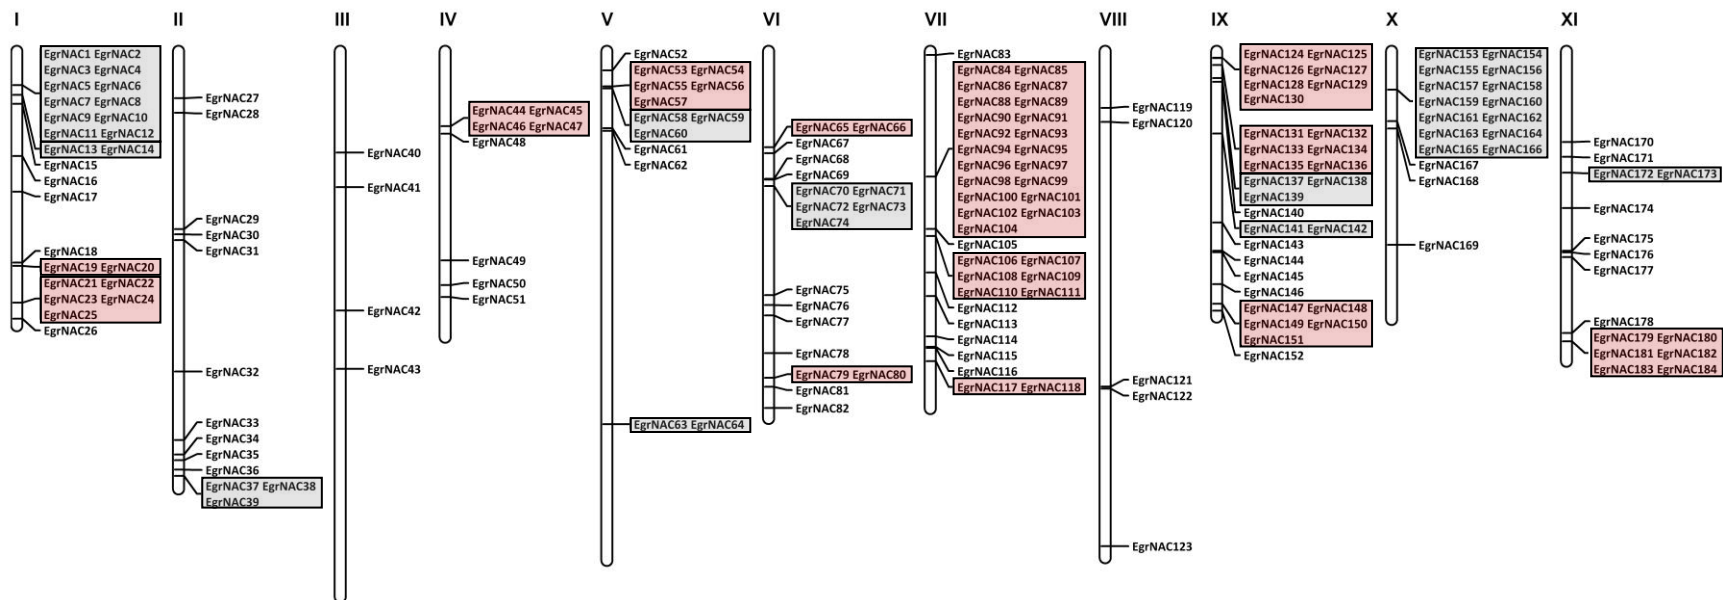 I
EgrNAC1 EgrNAC2
EgrNAC3 EgrNAC4
EgrNAC5 EgrNAC6
EgrNAC7 EgrNAC8
EgrNAC9 EgrNAC10
EgrNAC11 EgrNAC12
EgrNAC13 EgrNAC14
EgrNAC15
EgrNAC16
EgrNAC17
EgrNAC18
EgrNAC19 EgrNAC20
EgrNAC21 EgrNAC22
EgrNAC23 EgrNAC24
EgrNAC25
EgrNAC26
II
EgrNAC27
EgrNAC28
EgrNAC29
EgrNAC30
EgrNAC31
EgrNAC32
EgrNAC33
EgrNAC34
EgrNAC35
EgrNAC36
EgrNAC37 EgrNAC38
EgrNAC39
III
EgrNAC40
EgrNAC41
EgrNAC42
EgrNAC43
IV
EgrNAC44 EgrNAC45
EgrNAC46 EgrNAC47
EgrNAC48
EgrNAC49
EgrNAC50
EgrNAC51
V
EgrNAC52
EgrNAC53 EgrNAC54
EgrNAC55 EgrNAC56
EgrNAC57
EgrNAC58 EgrNAC59
EgrNAC60
EgrNAC61
EgrNAC62
EgrNAC63 EgrNAC64
VI
EgrNAC65 EgrNAC66
EgrNAC67
EgrNAC68
EgrNAC69
EgrNAC70 EgrNAC71
EgrNAC72 EgrNAC73
EgrNAC74
EgrNAC75
EgrNAC76
EgrNAC77
EgrNAC78
EgrNAC79 EgrNAC80
EgrNAC81
EgrNAC82
VII
EgrNAC83
EgrNAC84 EgrNAC85
EgrNAC86 EgrNAC87
EgrNAC88 EgrNAC89
EgrNAC90 EgrNAC91
EgrNAC92 EgrNAC93
EgrNAC94 EgrNAC95
EgrNAC96 EgrNAC97
EgrNAC98 EgrNAC99
EgrNAC100 EgrNAC101
EgrNAC102 EgrNAC103
EgrNAC104
EgrNAC105
EgrNAC106 EgrNAC107
EgrNAC108 EgrNAC109
EgrNAC110 EgrNAC111
EgrNAC112
EgrNAC113
EgrNAC114
EgrNAC115
EgrNAC116
EgrNAC117 EgrNAC118
VIII
EgrNAC119
EgrNAC120
EgrNAC121
EgrNAC122
EgrNAC123
IX
EgrNAC124 EgrNAC125
EgrNAC126 EgrNAC127
EgrNAC128 EgrNAC129
EgrNAC130
EgrNAC131 EgrNAC132
EgrNAC133 EgrNAC134
EgrNAC135 EgrNAC136
EgrNAC137 EgrNAC138
EgrNAC139
EgrNAC140
EgrNAC141 EgrNAC142
EgrNAC143
EgrNAC144
EgrNAC145
EgrNAC146
EgrNAC147 EgrNAC148
EgrNAC149 EgrNAC150
EgrNAC151
EgrNAC152
X
EgrNAC153 EgrNAC154
EgrNAC155 EgrNAC156
EgrNAC157 EgrNAC158
EgrNAC159 EgrNAC160
EgrNAC161 EgrNAC162
EgrNAC163 EgrNAC164
EgrNAC165 EgrNAC166
EgrNAC167
EgrNAC168
EgrNAC169
XI
EgrNAC170
EgrNAC171
EgrNAC172 EgrNAC173
EgrNAC174
EgrNAC175
EgrNAC176
EgrNAC177
EgrNAC178
EgrNAC179 EgrNAC180
EgrNAC181 EgrNAC182
EgrNAC183 EgrNAC184